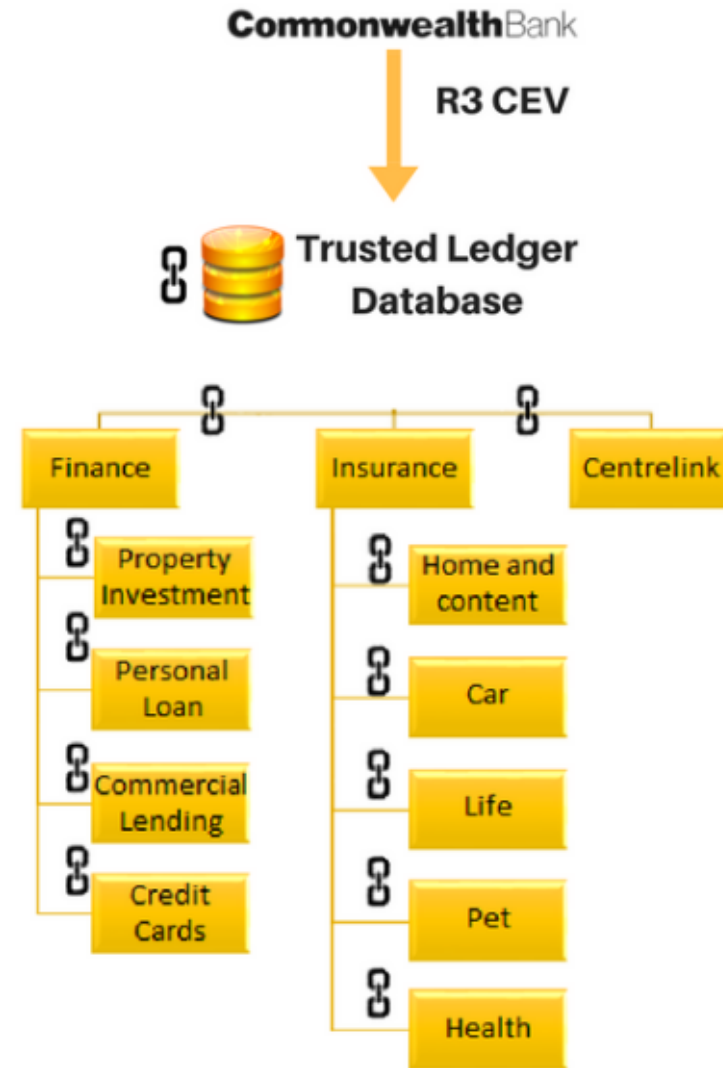 CommonwealthBank
R3 CEV
Trusted Ledger
Database
Finance
Insurance
Centrelink
Property
Investment
Personal
Loan
Commercial
Lending
Credit
Cards
Home and
content
Car
Life
Pet
Health